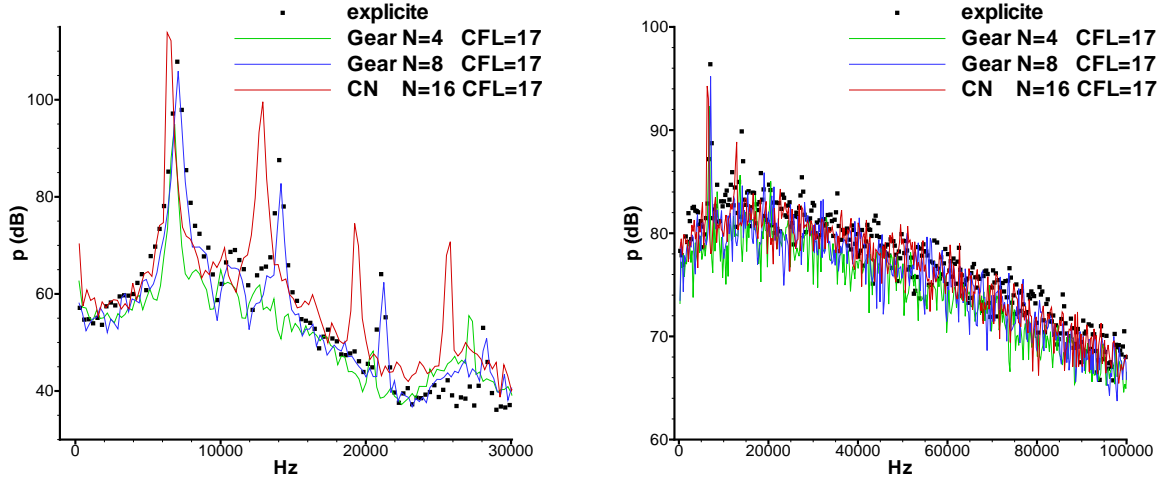 explicite
Gear N=4 CFL=17
Gear N=8 CFL=17
CN N=16 CFL=17
p (dB)
100
80
60
40
0
10000
20000
30000
Hz
explicite
Gear N=4 CFL=17
Gear N=8 CFL=17
CN N=16 CFL=17
p (dB)
100
90
80
70
60
0
20000
40000
60000
80000
100000
Hz